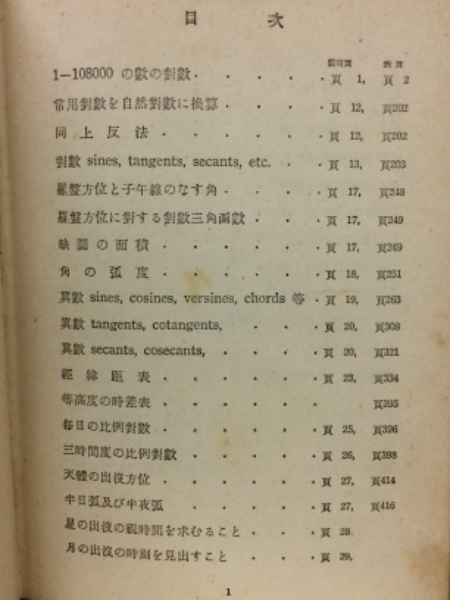 目 次
説明頁 表頁
1—108000 の數の對數 · · · · · 頁 1, 頁 2
常用對數を自然對數に換算 · · · · 頁 12, 頁202
同上反法 · · · · · · 頁 12, 頁202
對數 sines, tangents, secants, etc. · · 頁 13, 頁203
羅盤方位と子午線のなす角 · · · · 頁 17, 頁248
羅盤方位に對する對數三角函數 · · · 頁 17, 頁249
缺圓の面積 · · · · · · 頁 17, 頁249
角の弧度 · · · · · · 頁 18, 頁251
眞數 sines, cosines, versines, chords 等 · 頁 19, 頁263
眞數 tangents, cotangents, · · · 頁 20, 頁308
眞數 secants, cosecants, · · · · 頁 20, 頁321
經緯距表 · · · · · · 頁 23, 頁334
等高度の時差表 · · · · · · 頁395
毎日の比例對數 · · · · · 頁 25, 頁396
三時間度の比例對數 · · · · · 頁 26, 頁398
天體の出沒方位 · · · · · 頁 27, 頁414
半日弧及び半夜弧 · · · · · 頁 27, 頁416
星の出沒の視時間を求むること · · · 頁 28,
月の出沒の時刻を見出すこと · · · 頁 29,
1